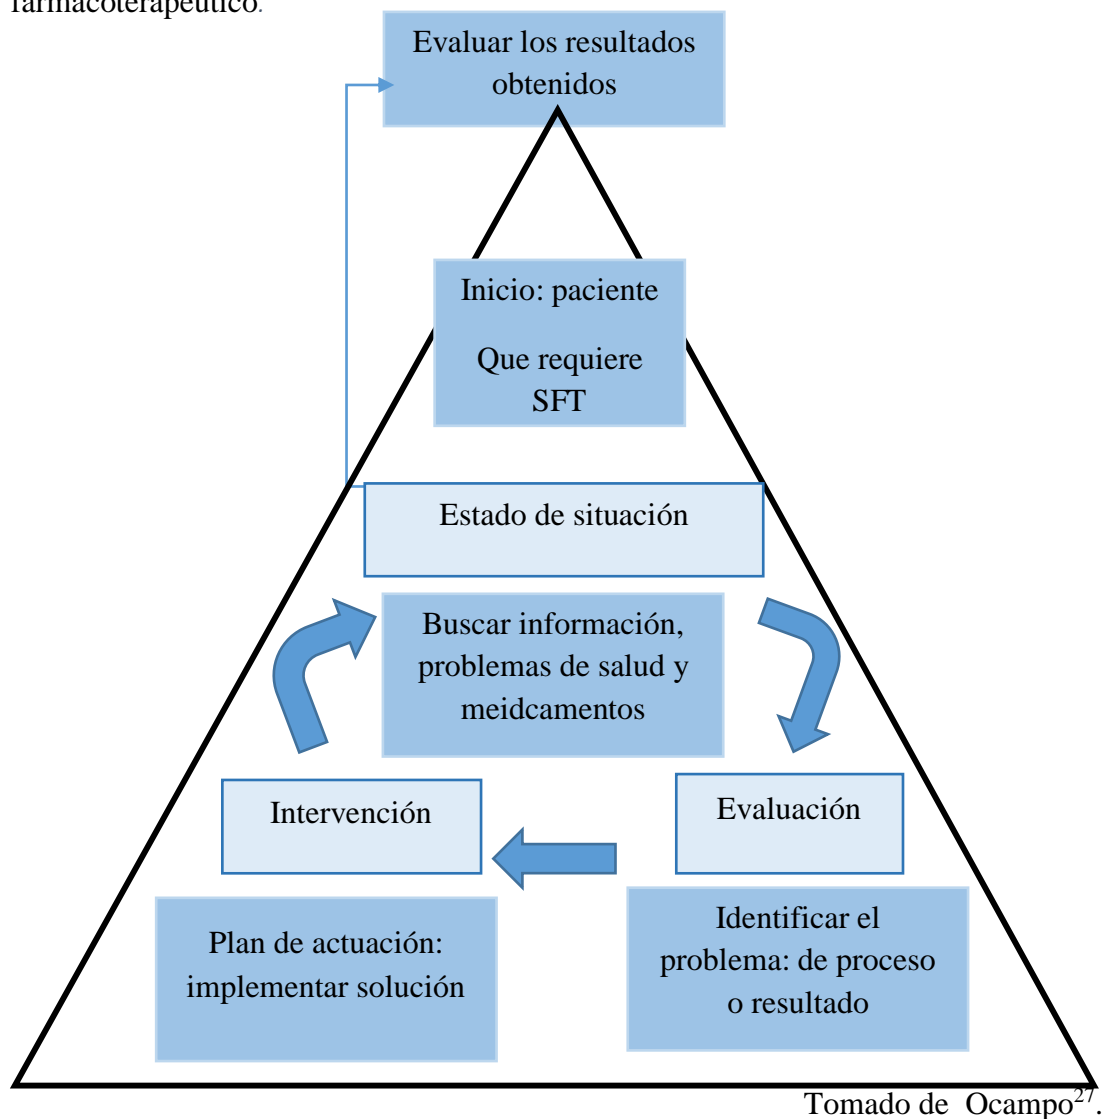 farmacoterapéutico.
Evaluar los resultados
obtenidos
Inicio: paciente
Que requiere
SFT
Estado de situación
Buscar información,
problemas de salud y
meidcamentos
Intervención
Evaluación
Plan de actuación:
implementar solución
Identificar el
problema: de proceso
o resultado
Tomado de Ocampo27.